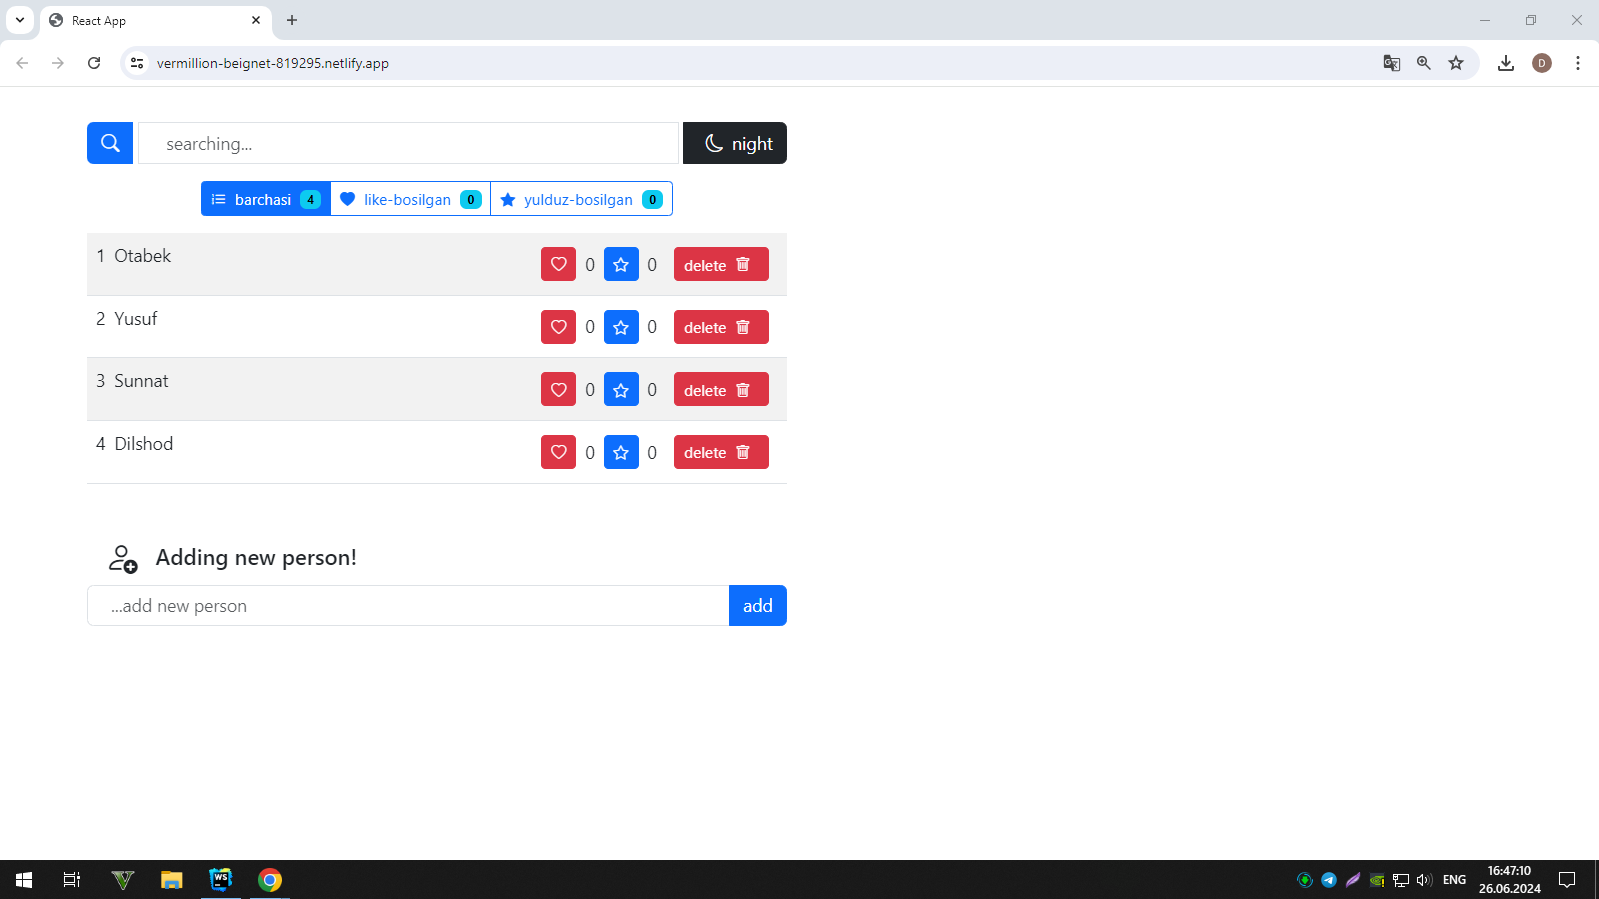 React App
vermillion-beignet-819295.netlify.app
D
searching...
night
barchasi 4 like-bosilgan 0 yulduz-bosilgan 0
1 Otabek 0 0 delete
2 Yusuf 0 0 delete
3 Sunnat 0 0 delete
4 Dilshod 0 0 delete
Adding new person!
...add new person
add
WS
ENG
16:47:10
26.06.2024